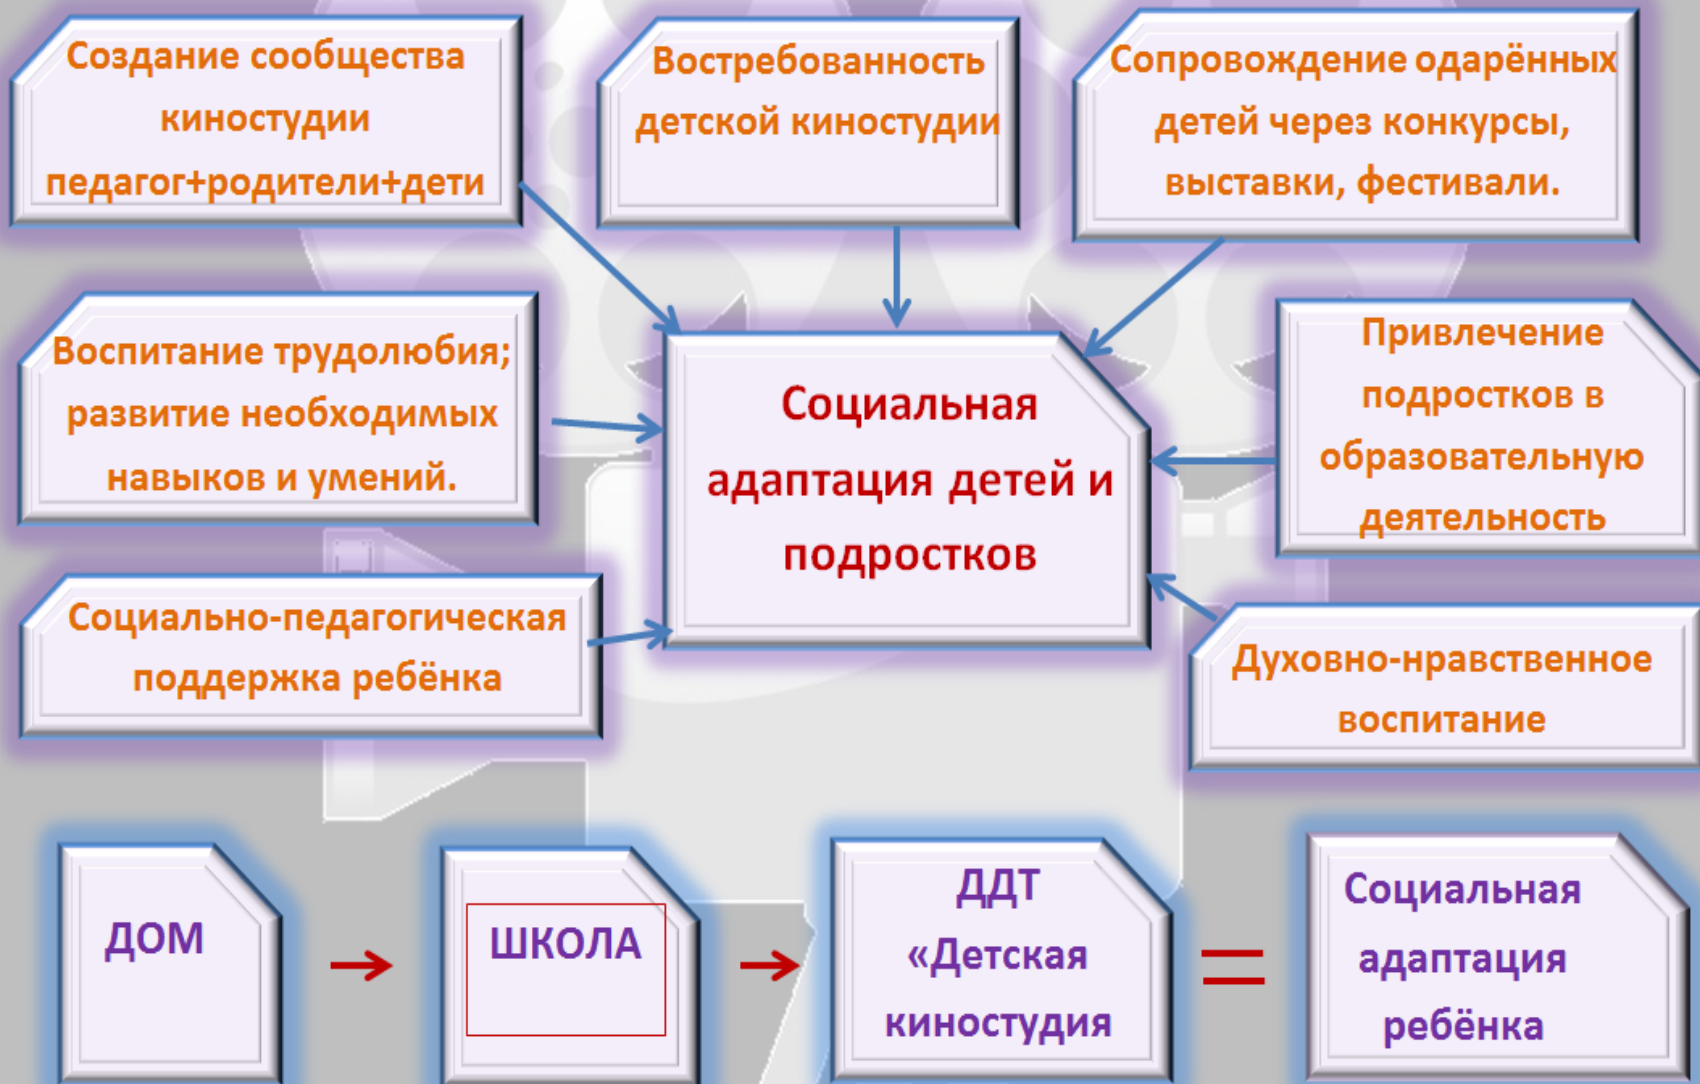 Создание сообщества
киностудии
педагог+родители+дети
Востребованность
детской киностудии
Сопровождение одарённых
детей через конкурсы,
выставки, фестивали.
Воспитание трудолюбия;
развитие необходимых
навыков и умений.
Социальная
адаптация детей и
подростков
Привлечение
подростков в
образовательную
деятельность
Социально-педагогическая
поддержка ребёнка
Духовно-нравственное
воспитание
ДОМ
ШКОЛА
ДДТ
«Детская
киностудия
=
Социальная
адаптация
ребёнка